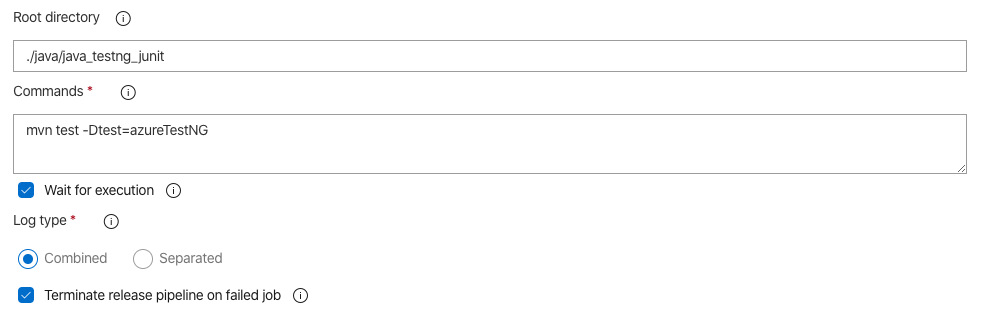 Root directory
./java/java_testng_junit
Commands *
mvn test -Dtest=azureTestNG
Wait for execution
Log type *
Combined Separated
Terminate release pipeline on failed job